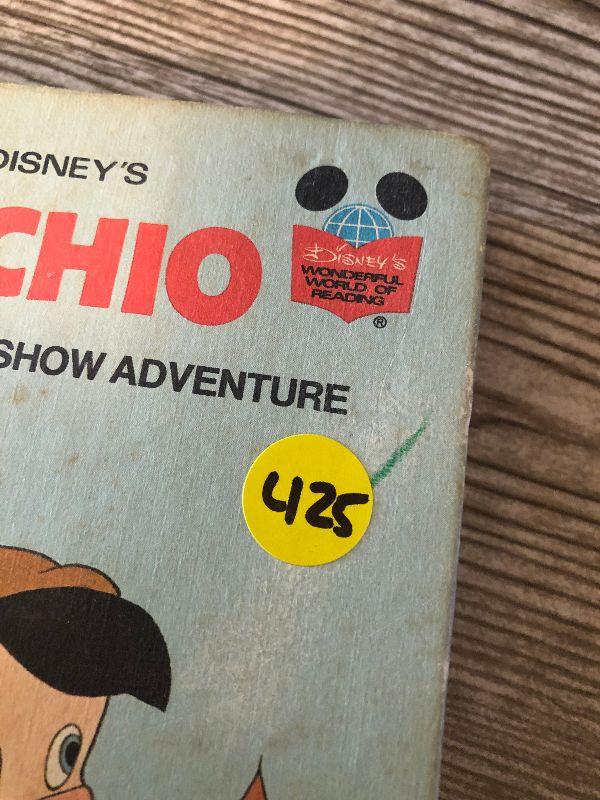 DISNEY'S
CHIO
SHOW ADVENTURE
DISNEY'S
WONDERFUL
WORLD OF
READING
®
425